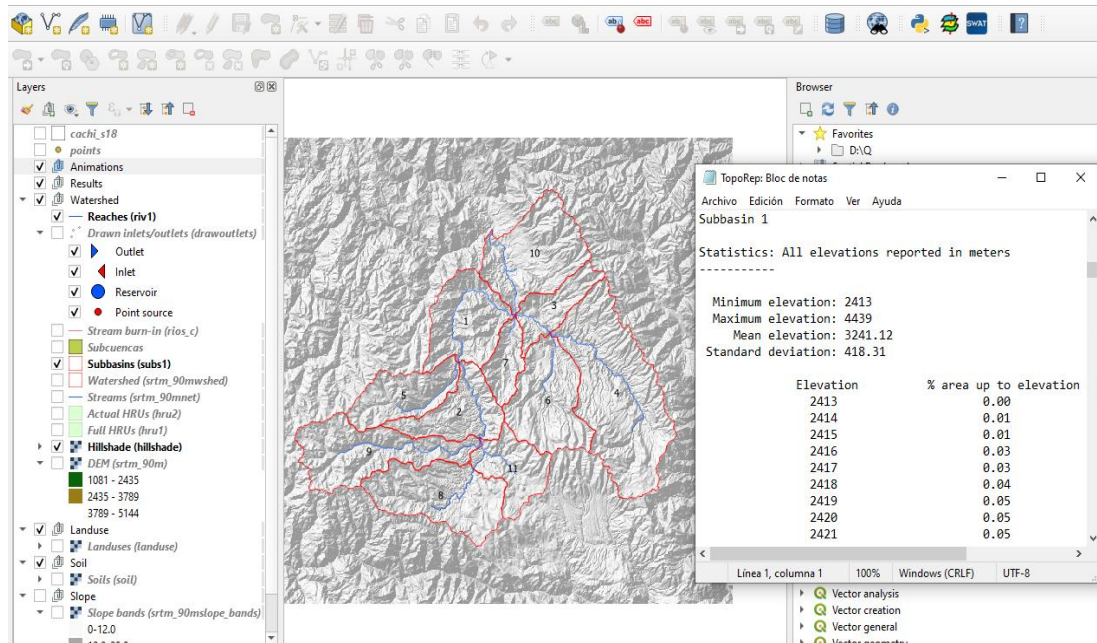 abc
ab
abc
SWAT
?
Layers
cachi_s18
points
Animations
Results
Watershed
Reaches (riv1)
Drawn inlets/outlets (drawoutlets)
Outlet
Inlet
Reservoir
Point source
Stream burn-in (rios_c)
Subcuencas
Subbasins (subs1)
Watershed (srtm_90mwshed)
Streams (srtm_90mnet)
Actual HRUs (hru2)
Full HRUs (hru1)
Hillshade (hillshade)
DEM (srtm_90m)
1081 - 2435
2435 - 3789
3789 - 5144
Landuse
Landuses (landuse)
Soil
Soils (soil)
Slope
Slope bands (srtm_90mslope_bands)
0-12.0
10
3
1
7
4
5
6
2
9
11
8
Browser
Favorites
D:\Q
TopoRep: Bloc de notas
Archivo Edición Formato Ver Ayuda
Subbasin 1
Statistics: All elevations reported in meters
-----------
Minimum elevation: 2413
Maximum elevation: 4439
Mean elevation: 3241.12
Standard deviation: 418.31
Elevation % area up to elevation
2413 0.00
2414 0.01
2415 0.01
2416 0.03
2417 0.03
2418 0.04
2419 0.05
2420 0.05
2421 0.05
Línea 1, columna 1 100% Windows (CRLF) UTF-8
Vector analysis
Vector creation
Vector general